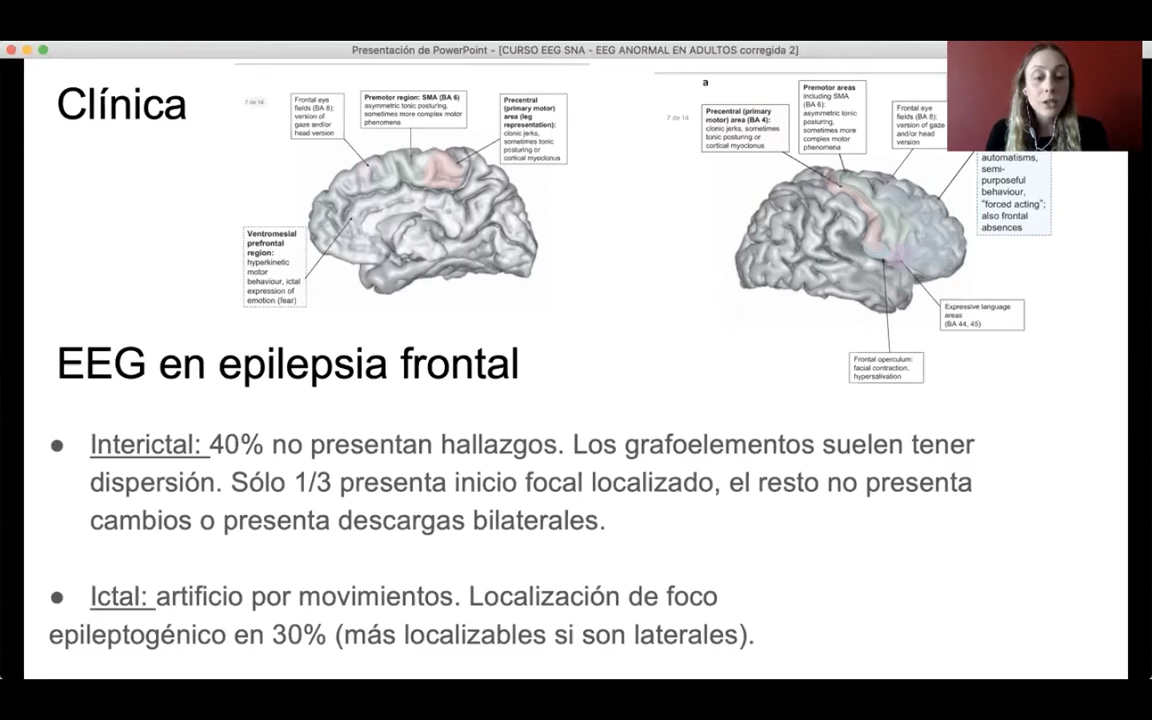 Presentación de PowerPoint - [CURSO EEG SNA - EEG ANORMAL EN ADULTOS corregida 2]
Clínica
7 de 14
Frontal eye
fields (BA 8):
version of
gaze and/or
head version
Premotor region: SMA (BA 6)
asymmetric tonic posturing,
sometimes more complex motor
phenomena
Precentral
(primary motor)
area (leg
representation):
clonic jerks,
sometimes tonic
posturing or
cortical myoclonus
Ventromesial
prefrontal
region:
hyperkinetic
motor
behaviour, ictal
expression of
emotion (fear)
a
7 de 14
Precentral (primary
motor) area (BA 4):
clonic jerks, sometimes
tonic posturing or
cortical myoclonus
Premotor areas
including SMA
(BA 6):
asymmetric tonic
posturing,
sometimes more
complex motor
phenomena
Frontal eye
fields (BA 8):
version of gaze
and/or head
version
automatisms,
semi-
purposeful
behaviour,
"forced acting";
also frontal
absences
Expressive language
areas
(BA 44, 45)
Frontal operculum:
facial contraction,
hypersalivation
EEG en epilepsia frontal
● Interictal: 40% no presentan hallazgos. Los grafoelementos suelen tener
dispersión. Sólo 1/3 presenta inicio focal localizado, el resto no presenta
cambios o presenta descargas bilaterales.
● Ictal: artificio por movimientos. Localización de foco
epileptogénico en 30% (más localizables si son laterales).